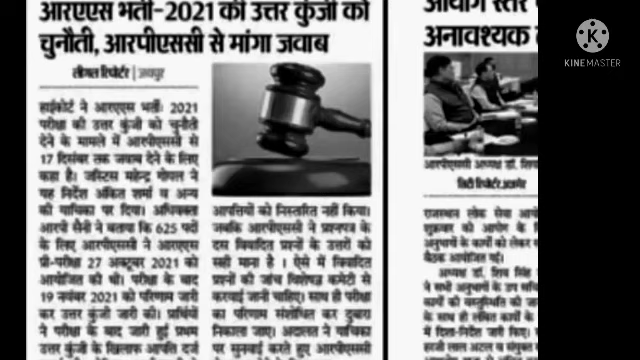 आरएएस भर्ती-2021 की उत्तर कुंजी को
चुनौती, आरपीएससी से मांगा जवाब
लीगल रिपोर्टर | जयपुर
हाईकोर्ट ने आरएएस भर्ती: 2021
परीक्षा की उत्तर कुंजी को चुनौती
देने के मामले में आरपीएससी से
17 दिसंबर तक जवाब देने के लिए
कहा है। जस्टिस महेन्द्र गोयल ने
यह निर्देश अंकित शर्मा व अन्य
की याचिका पर दिया। अधिवक्ता
आरपी सैनी ने बताया कि 625 पदों
के लिए आरपीएससी ने आरएएस
प्री-परीक्षा 27 अक्टूबर 2021 को
आयोजित की थी। परीक्षा के बाद
19 नवंबर 2021 को परिणाम जारी
कर उत्तर कुंजी जारी की। प्रार्थियों
ने परीक्षा के बाद जारी हुई प्रथम
उत्तर कुंजी के खिलाफ आपत्ति दर्ज
आपत्तियों को निस्तारित नहीं किया।
जबकि आरपीएससी ने प्रश्नपत्र के
दस विवादित प्रश्नों के उत्तरों को
सही माना है। ऐसे में विवादित
प्रश्नों की जांच विशेषज्ञ कमेटी से
करवाई जानी चाहिए। साथ ही परीक्षा
का परिणाम संशोधित कर दुबारा
निकाला जाए। अदालत ने याचिका
पर सुनवाई करते हुए आरपीएससी
आयोग स्तर
अनावश्यक
आरपीएससी अध्यक्ष डॉ. शिव
सिटी रिपोर्टर.अजमेर
राजस्थान लोक सेवा आयो
शुक्रवार को आयोग के
अनुभागों के कार्यों को लेकर
बैठक आयोजित हुई।
अध्यक्ष डॉ. शिव सिंह
ने सभी अनुभागों के उप सचि
कार्यों की वस्तुस्थिति की जा
के साथ ही लंबित कार्यों के
में दिशा-निर्देश जारी किए।
हरजी लाल अटल व संयुक्त
KINEMASTER